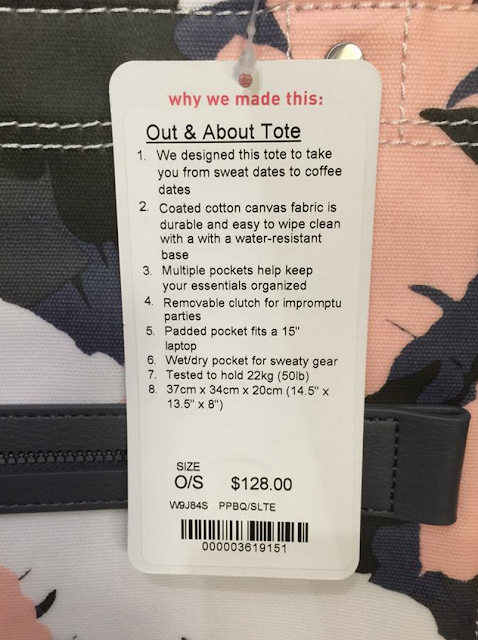 why we made this:
Out & About Tote
1. We designed this tote to take
you from sweat dates to coffee
dates
2. Coated cotton canvas fabric is
durable and easy to wipe clean
with a with a water-resistant
base
3. Multiple pockets help keep
your essentials organized
4. Removable clutch for impromptu
parties
5. Padded pocket fits a 15"
laptop
6. Wet/dry pocket for sweaty gear
7. Tested to hold 22kg (50lb)
8. 37cm x 34cm x 20cm (14.5" x
13.5" x 8")
SIZE
O/S $128.00
W9J84S PPBQ/SLTE
000003619151